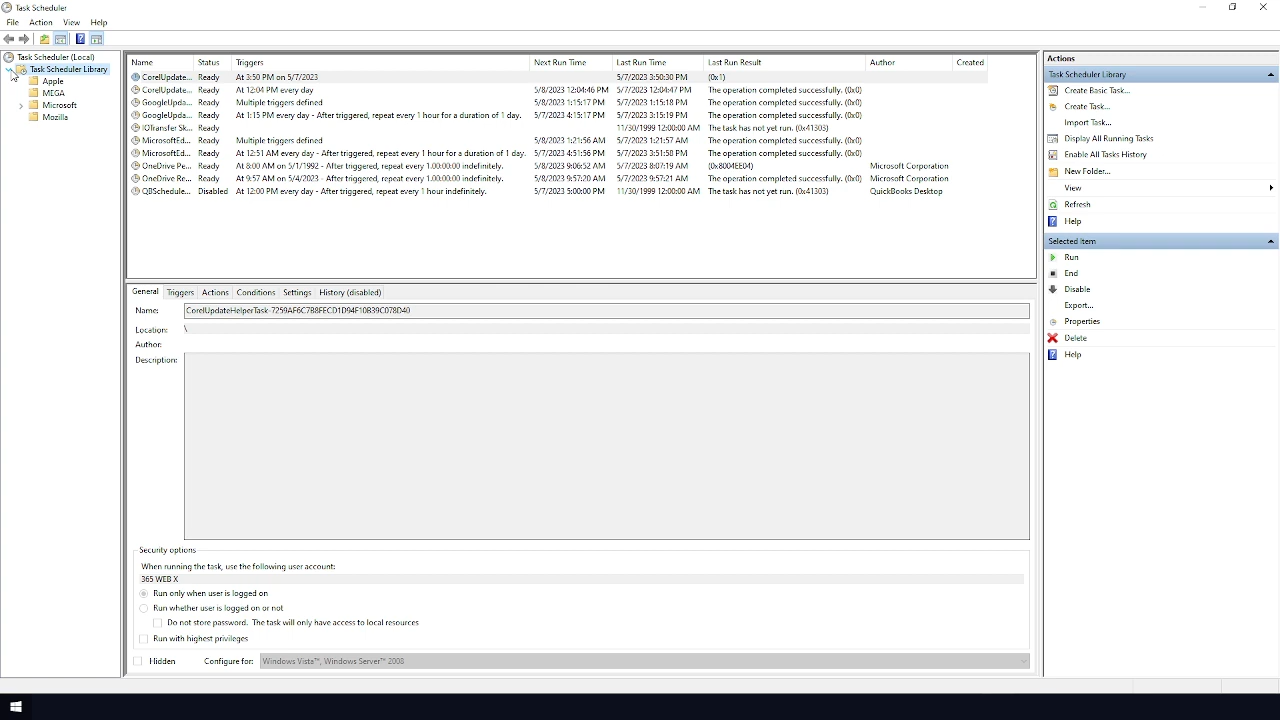 Task Scheduler
File Action View Help
Task Scheduler (Local)
Task Scheduler Library
Apple
MEGA
Microsoft
Mozilla
Name Status Triggers Next Run Time Last Run Time Last Run Result Author Created
CorelUpdate... Ready At 3:50 PM on 5/7/2023 5/7/2023 3:50:30 PM (0x1)
CorelUpdate... Ready At 12:04 PM every day 5/8/2023 12:04:46 PM 5/7/2023 12:04:47 PM The operation completed successfully. (0x0)
GoogleUpda... Ready Multiple triggers defined 5/8/2023 1:15:17 PM 5/7/2023 1:15:18 PM The operation completed successfully. (0x0)
GoogleUpda... Ready At 1:15 PM every day - After triggered, repeat every 1 hour for a duration of 1 day. 5/7/2023 4:15:17 PM 5/7/2023 3:15:19 PM The operation completed successfully. (0x0)
IOTransfer Sk... Ready 11/30/1999 12:00:00 AM The task has not yet run. (0x41303)
MicrosoftEd... Ready Multiple triggers defined 5/8/2023 1:21:56 AM 5/7/2023 1:21:57 AM The operation completed successfully. (0x0)
MicrosoftEd... Ready At 12:51 AM every day - After triggered, repeat every 1 hour for a duration of 1 day. 5/7/2023 4:51:56 PM 5/7/2023 3:51:58 PM The operation completed successfully. (0x0)
OneDrive Pe... Ready At 8:00 AM on 5/1/1992 - After triggered, repeat every 1.00:00:00 indefinitely. 5/8/2023 9:06:52 AM 5/7/2023 8:07:19 AM (0x8004EE04) Microsoft Corporation
OneDrive Re... Ready At 9:57 AM on 5/4/2023 - After triggered, repeat every 1.00:00:00 indefinitely. 5/8/2023 9:57:20 AM 5/7/2023 9:57:21 AM The operation completed successfully. (0x0) Microsoft Corporation
QBSchedule... Disabled At 12:00 PM every day - After triggered, repeat every 1 hour indefinitely. 5/7/2023 5:00:00 PM 11/30/1999 12:00:00 AM The task has not yet run. (0x41303) QuickBooks Desktop
General Triggers Actions Conditions Settings History (disabled)
Name: CorelUpdateHelperTask-7259AF6C7B8FECD1D94F10B39C078D40
Location: \
Author:
Description:
Security options
When running the task, use the following user account:
365 WEB X
Run only when user is logged on
Run whether user is logged on or not
Do not store password. The task will only have access to local resources
Run with highest privileges
Hidden Configure for: Windows Vista™, Windows Server™ 2008
Actions
Task Scheduler Library
Create Basic Task...
Create Task...
Import Task...
Display All Running Tasks
Enable All Tasks History
New Folder...
View
Refresh
Help
Selected Item
Run
End
Disable
Export...
Properties
Delete
Help